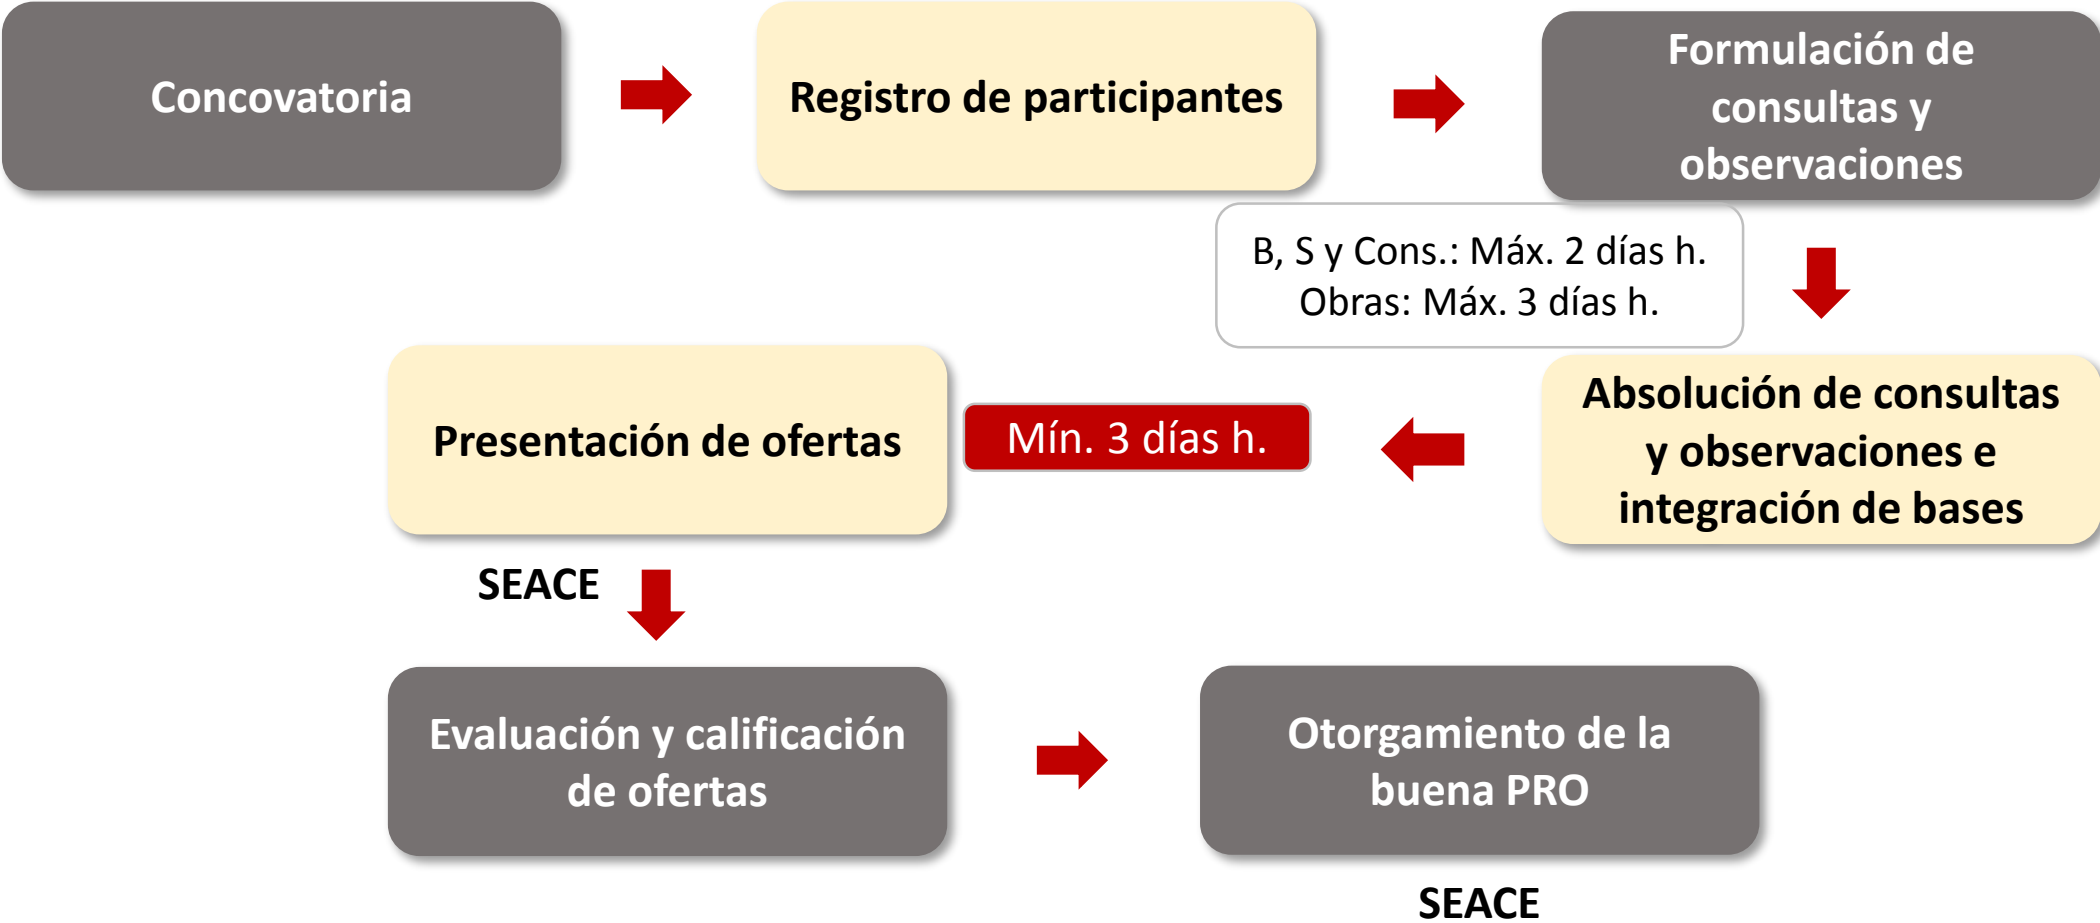 Concovatoria
Registro de participantes
Formulación de
consultas y
observaciones
B, S y Cons.: Máx. 2 días h.
Obras: Máx. 3 días h.
Absolución de consultas
y observaciones e
integración de bases
Mín. 3 días h.
Presentación de ofertas
SEACE
Evaluación y calificación
de ofertas
Otorgamiento de la
buena PRO
SEACE